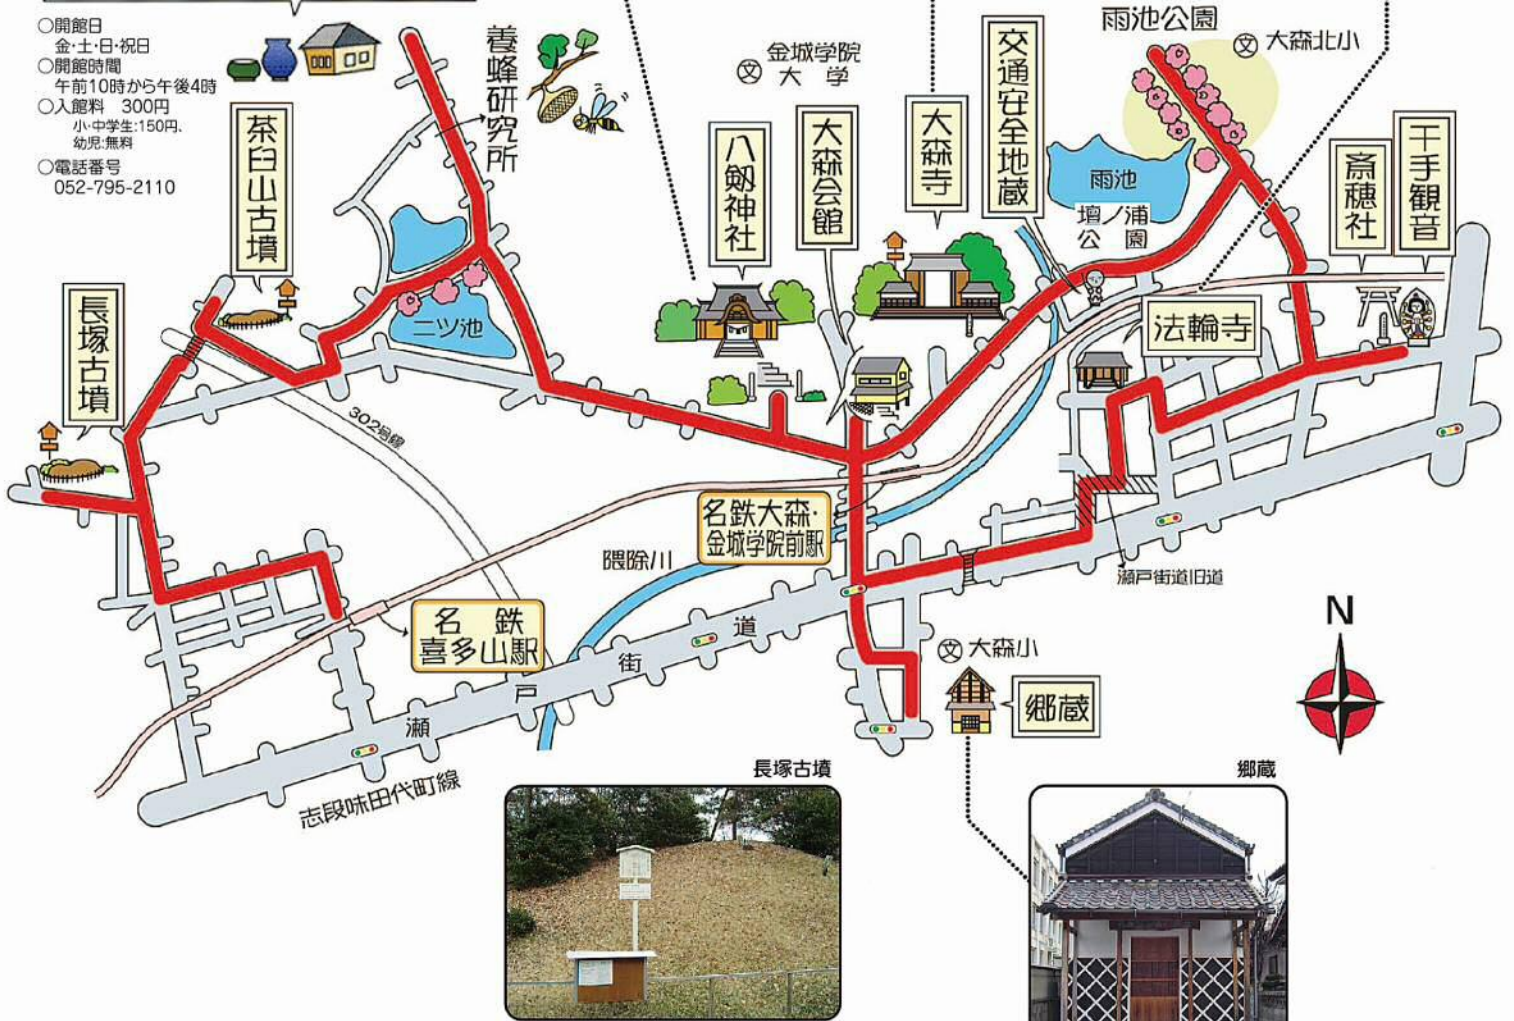 ○開館日
金・土・日・祝日
○開館時間
午前10時から午後4時
○入館料 300円
小・中学生:150円、
幼児:無料
○電話番号
052-795-2110
養蜂研究所
茶臼山古墳
長塚古墳
二ツ池
302号線
金城学院
大学
文
八剱神社
大森会館
大森寺
交通安全地蔵
雨池公園
文 大森北小
雨池
壇ノ浦
公園
斎穂社
千手観音
法輪寺
名鉄大森・
金城学院前駅
隈除川
瀬戸街道旧道
名鉄
喜多山駅
瀬戸街道
志段味田代町線
文 大森小
郷蔵
N
長塚古墳
郷蔵